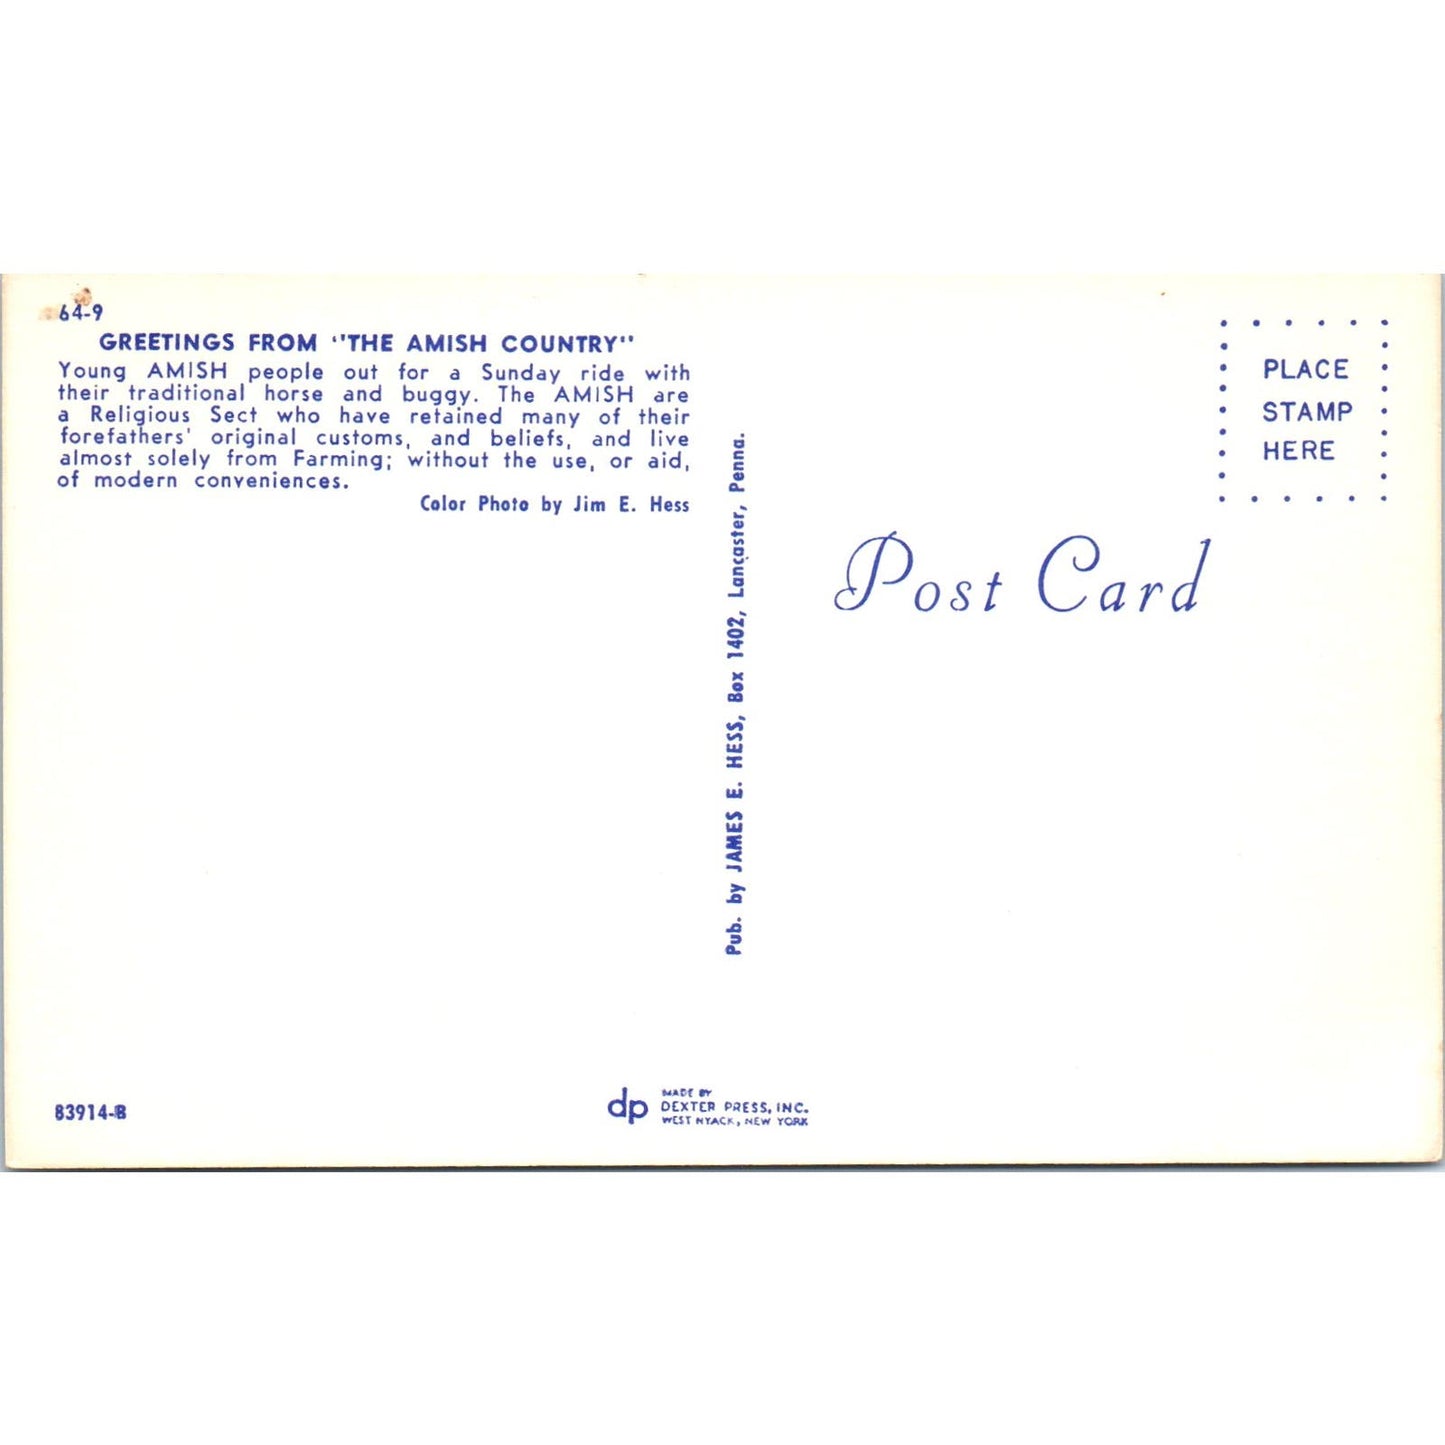 64-9
GREETINGS FROM "THE AMISH COUNTRY"
Young AMISH people out for a Sunday ride with
their traditional horse and buggy. The AMISH are
a Religious Sect who have retained many of their
forefathers' original customs, and beliefs, and live
almost solely from Farming; without the use, or aid,
of modern conveniences.
Color Photo by Jim E. Hess
Pub. by JAMES E. HESS, Box 1402, Lancaster, Penna.
PLACE
STAMP
HERE
Post Card
83914-B
dp
MADE BY
DEXTER PRESS, INC.
WEST NYACK, NEW YORK